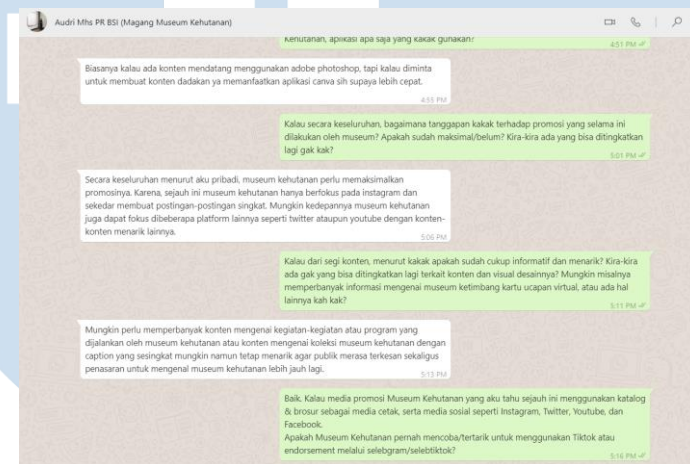 Audri Mhs PR BSI (Magang Museum Kehutanan)
Kehutanan, aplikasi apa saja yang kakak gunakan?
4:51 PM
Biasanya kalau ada konten mendatang menggunakan adobe photoshop, tapi kalau diminta
untuk membuat konten dadakan ya memanfaatkan aplikasi canva sih supaya lebih cepat.
4:55 PM
Kalau secara keseluruhan, bagaimana tanggapan kakak terhadap promosi yang selama ini
dilakukan oleh museum? Apakah sudah maksimal/belum? Kira-kira ada yang bisa ditingkatkan
lagi gak kak?
5:01 PM
Secara keseluruhan menurut aku pribadi, museum kehutanan perlu memaksimalkan
promosinya. Karena, sejauh ini museum kehutanan hanya berfokus pada instagram dan
sekedar membuat postingan-postingan singkat. Mungkin kedepannya museum kehutanan
juga dapat fokus dibeberapa platform lainnya seperti twitter ataupun youtube dengan konten-
konten menarik lainnya.
5:06 PM
Kalau dari segi konten, menurut kakak apakah sudah cukup informatif dan menarik? Kira-kira
ada gak yang bisa ditingkatkan lagi terkait konten dan visual desainnya? Mungkin misalnya
memperbanyak informasi mengenai museum ketimbang kartu ucapan virtual, atau ada hal
lainnya kah kak?
5:11 PM
Mungkin perlu memperbanyak konten mengenai kegiatan-kegiatan atau program yang
dijalankan oleh museum kehutanan atau konten mengenai koleksi museum kehutanan dengan
caption yang sesingkat mungkin namun tetap menarik agar publik merasa terkesan sekaligus
penasaran untuk mengenal museum kehutanan lebih jauh lagi.
5:13 PM
Baik. Kalau media promosi Museum Kehutanan yang aku tahu sejauh ini menggunakan katalog
& brosur sebagai media cetak, serta media sosial seperti Instagram, Twitter, Youtube, dan
Facebook.
Apakah Museum Kehutanan pernah mencoba/tertarik untuk menggunakan Tiktok atau
endorsement melalui selebgram/selebtiktok?
5:16 PM